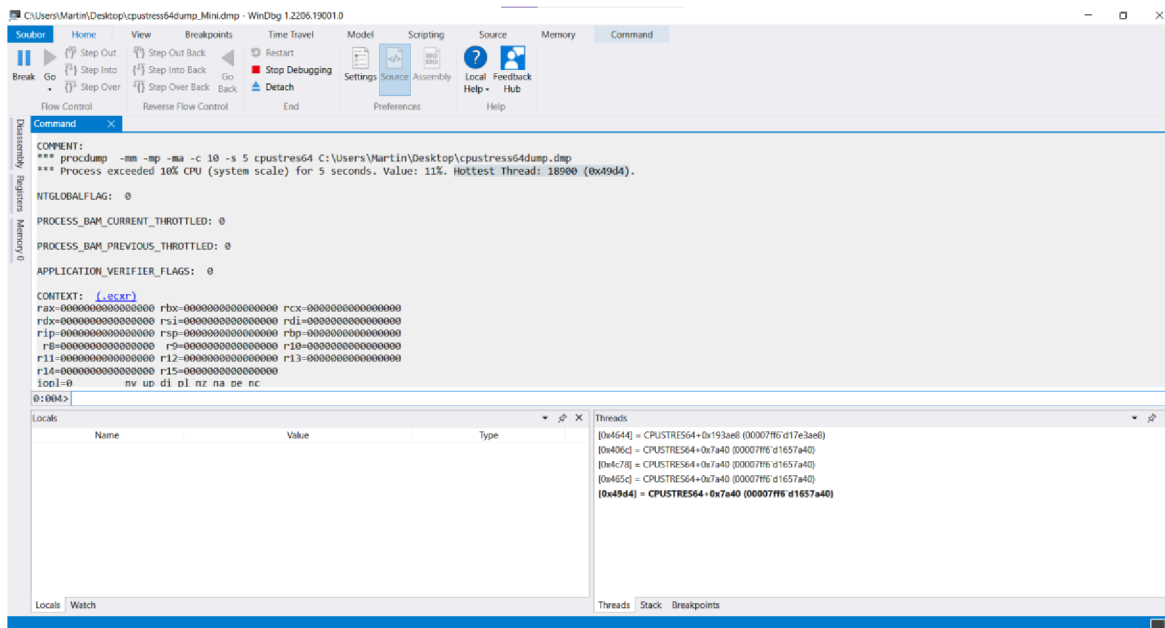 C:\Users\Martin\Desktop\cpustress64dump_Mini.dmp - WinDbg 1.2206.19001.0
Soubor Home View Breakpoints Time Travel Model Scripting Source Memory Command
Break
Go
Step Out
Step Into
Step Over
Flow Control
Step Out Back
Step Into Back
Step Over Back
Go Back
Reverse Flow Control
Restart
Stop Debugging
Detach
End
Settings Source Assembly
Preferences
Local Help
Feedback Hub
Help
Disassembly
Registers
Memory 0
Command
COMMENT:
*** procdump  -mm -mp -ma -c 10 -s 5 cpustres64 C:\Users\Martin\Desktop\cpustress64dump.dmp
*** Process exceeded 10% CPU (system scale) for 5 seconds. Value: 11%. Hottest Thread: 18900 (0x49d4).
NTGLOBALFLAG:  0
PROCESS_BAM_CURRENT_THROTTLED: 0
PROCESS_BAM_PREVIOUS_THROTTLED: 0
APPLICATION_VERIFIER_FLAGS:  0
CONTEXT:  (.ecxr)
rax=0000000000000000 rbx=0000000000000000 rcx=0000000000000000
rdx=0000000000000000 rsi=0000000000000000 rdi=0000000000000000
rip=0000000000000000 rsp=0000000000000000 rbp=0000000000000000
r8=0000000000000000  r9=0000000000000000 r10=0000000000000000
r11=0000000000000000 r12=0000000000000000 r13=0000000000000000
r14=0000000000000000 r15=0000000000000000
iopl=0         nv up di pl nz na pe nc
0:004>
Locals
Name Value Type
Locals Watch
Threads
[0x4644] = CPUSTRES64+0x193ae8 (00007ff6`d17e3ae8)
[0x406c] = CPUSTRES64+0x7a40 (00007ff6`d1657a40)
[0x4c78] = CPUSTRES64+0x7a40 (00007ff6`d1657a40)
[0x465c] = CPUSTRES64+0x7a40 (00007ff6`d1657a40)
[0x49d4] = CPUSTRES64+0x7a40 (00007ff6`d1657a40)
Threads Stack Breakpoints